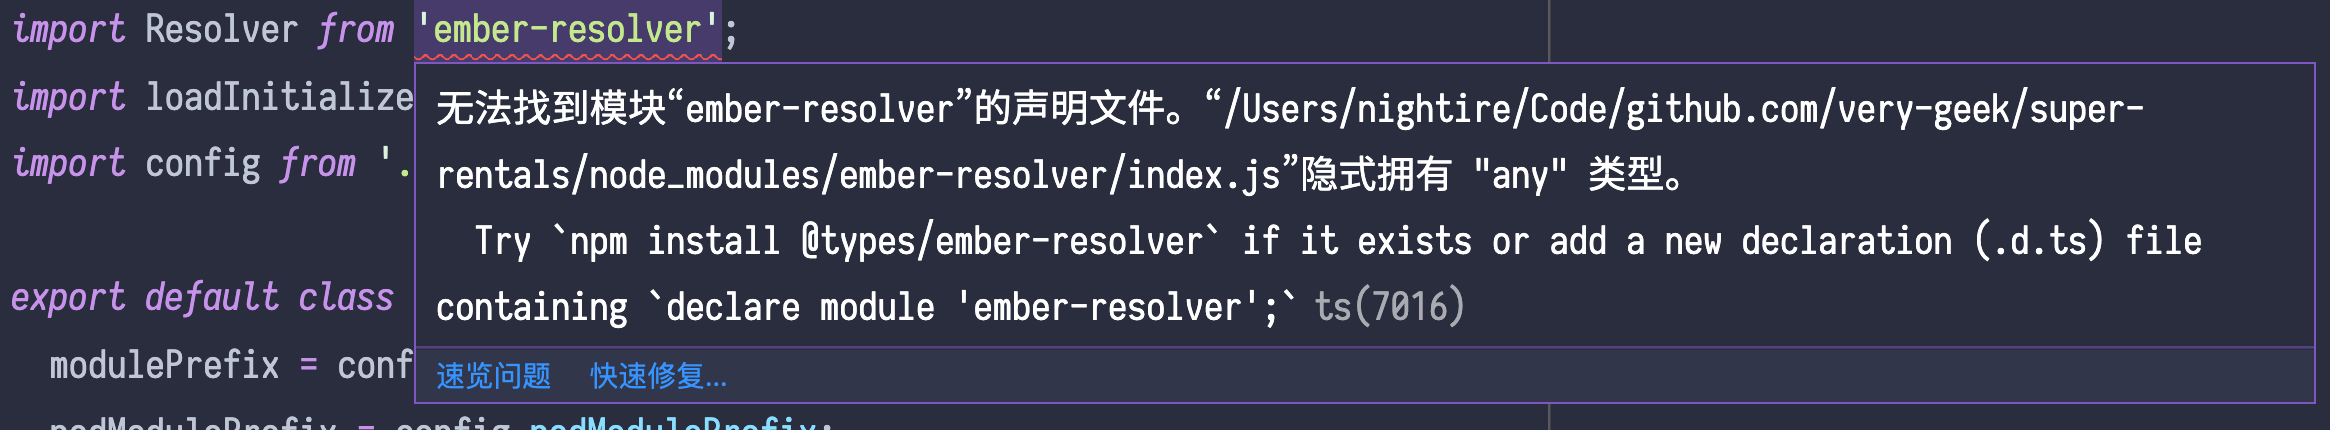 import Resolver from 'ember-resolver';
import loadInitialize
import config from '.
无法找到模块“ember-resolver”的声明文件。“/Users/nightire/Code/github.com/very-geek/super-
rentals/node_modules/ember-resolver/index.js”隐式拥有 "any" 类型。
Try `npm install @types/ember-resolver` if it exists or add a new declaration (.d.ts) file
containing `declare module 'ember-resolver';` ts(7016)
速览问题 快速修复...
export default class
modulePrefix = conf
podModulePrefix = config.podModulePrefix;